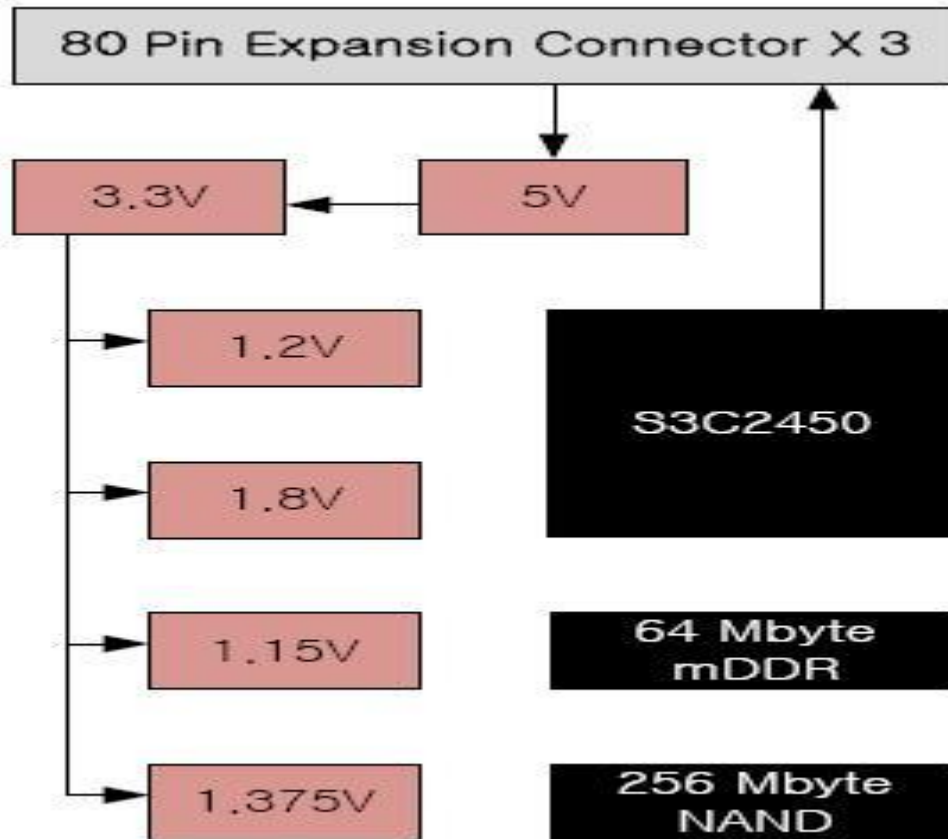 80 Pin Expansion Connector X 3
3.3V
5V
1.2V
S3C2450
1.8V
1.15V
64 Mbyte
mDDR
1.375V
256 Mbyte
NAND